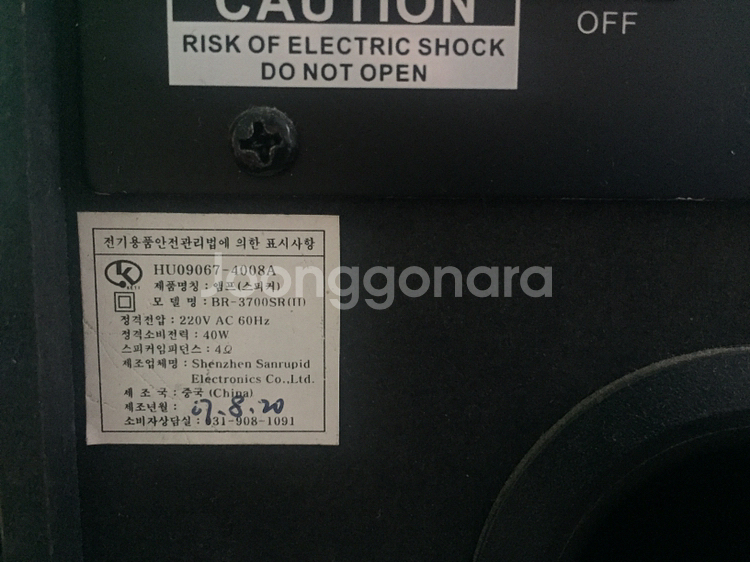 CAUTION
RISK OF ELECTRIC SHOCK
DO NOT OPEN
OFF
전기용품안전관리법에 의한 표시사항
HU09067-4008A
KETI
제품명칭 : 앰프(스피커)
모 델 명 : BR-3700SR(II)
정격전압 : 220V AC 60Hz
정격소비전력 : 40W
스피커임피던스 : 4Ω
제조업체명 : Shenzhen Sanrupid
Electronics Co.,Ltd.
제 조 국 : 중국 (China)
제조년월 : 07.8.20
소비자상담실 : 031-908-1091
Joonggonara